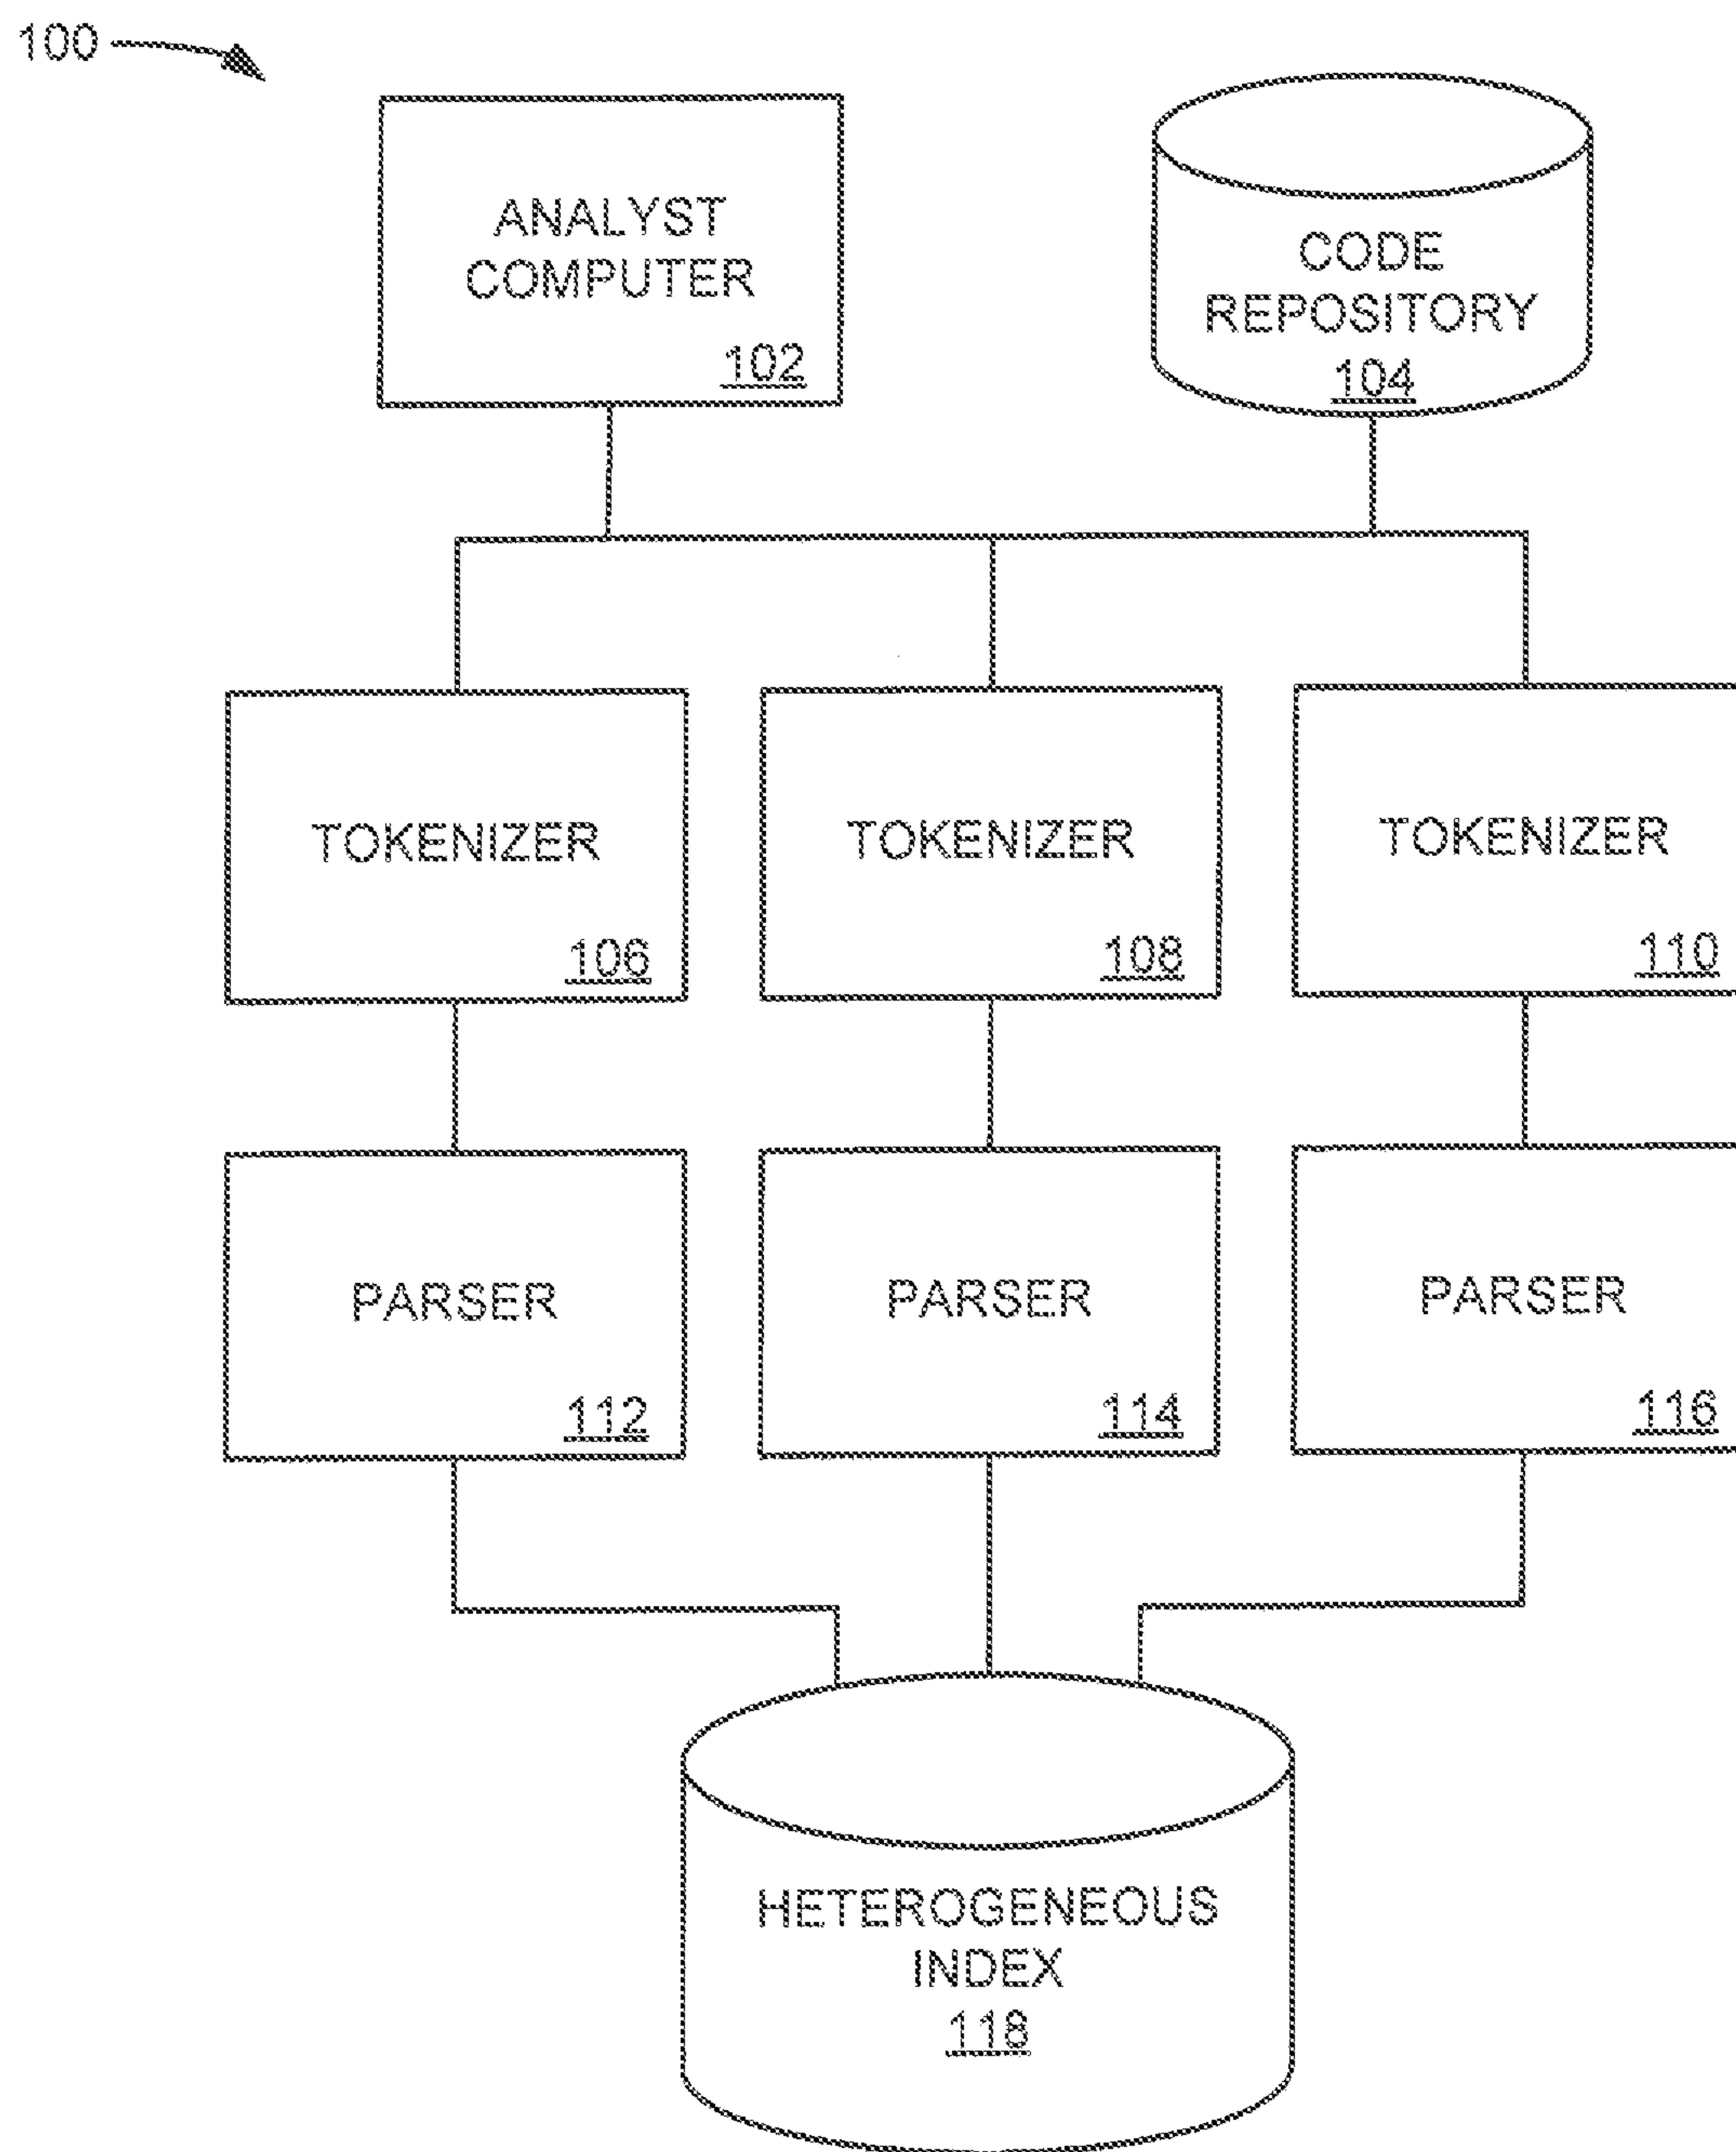 100
ANALYST
COMPUTER
102
CODE
REPOSITORY
104
TOKENIZER
106
TOKENIZER
108
TOKENIZER
110
PARSER
112
PARSER
114
PARSER
116
HETEROGENEOUS
INDEX
118